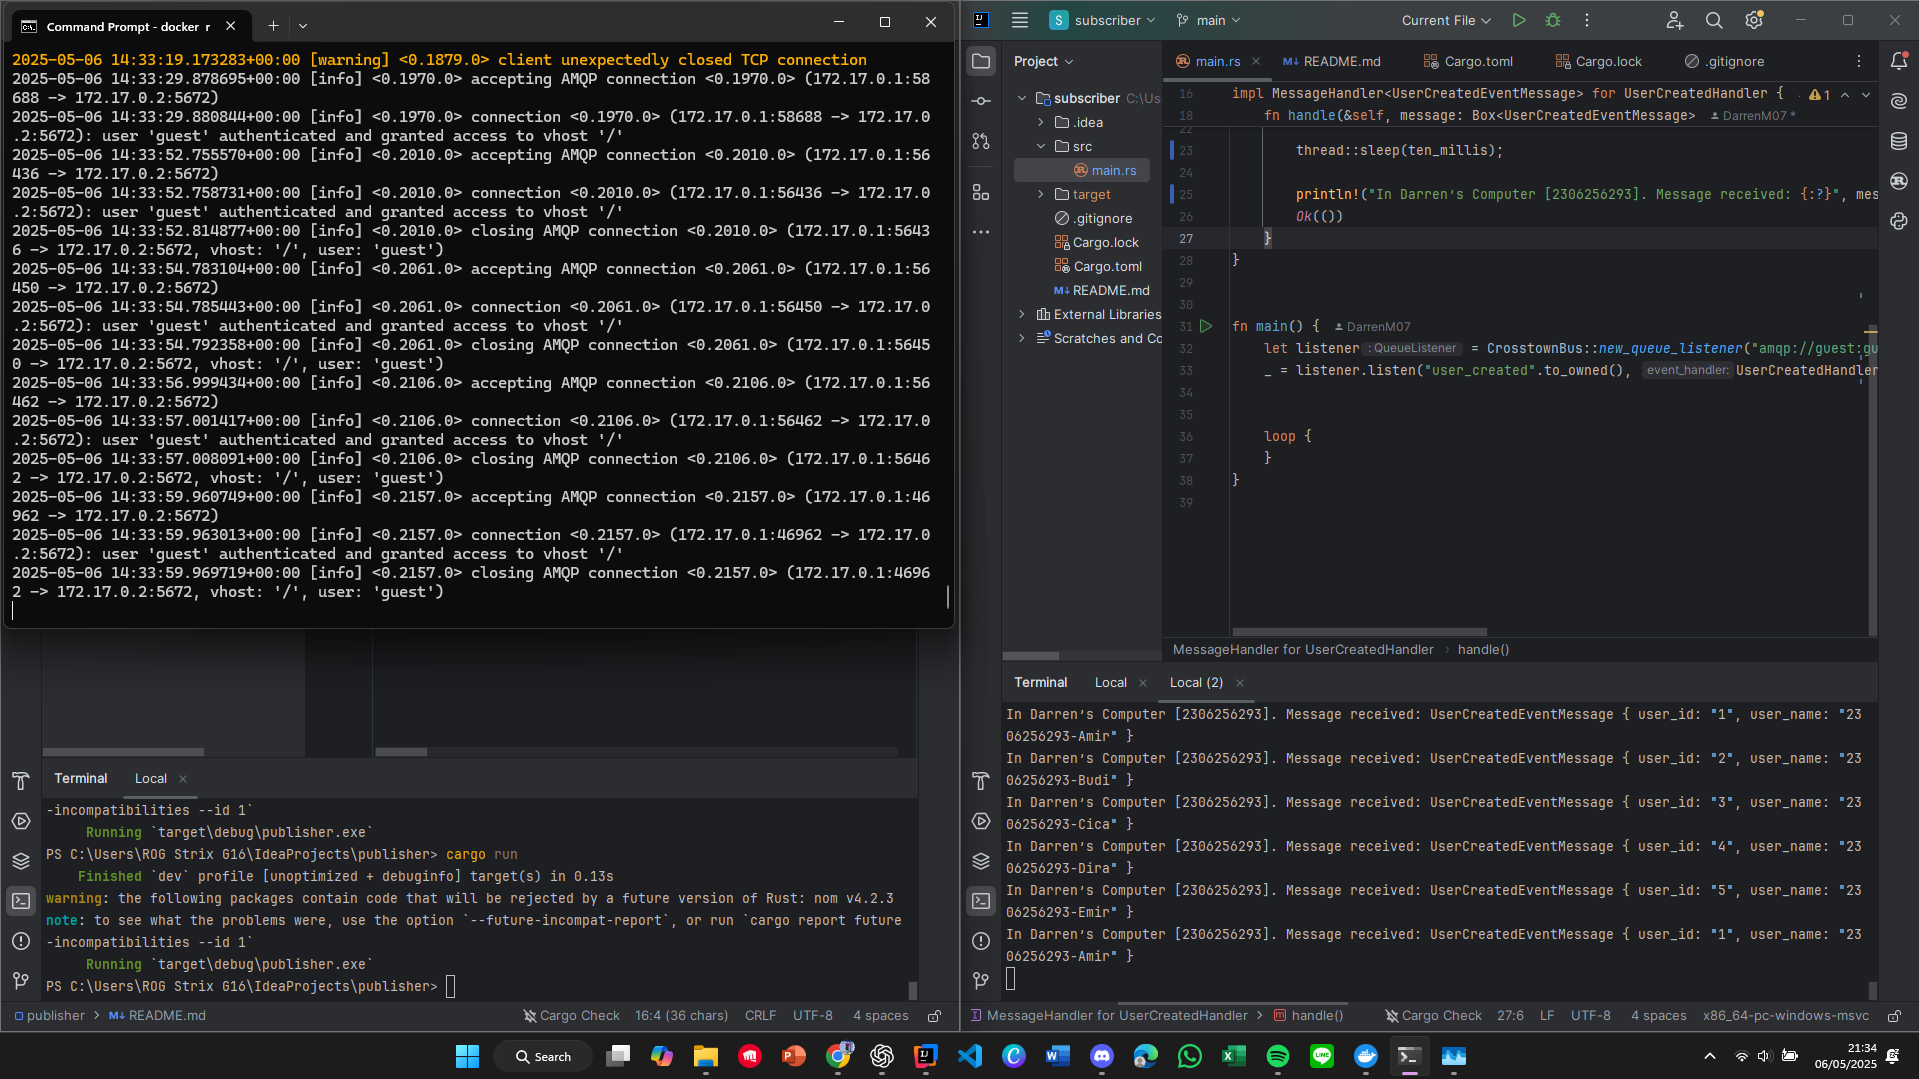 Command Prompt - docker r
2025-05-06 14:33:19.173283+00:00 [warning] <0.1879.0> client unexpectedly closed TCP connection
2025-05-06 14:33:29.878695+00:00 [info] <0.1970.0> accepting AMQP connection <0.1970.0> (172.17.0.1:58
688 -> 172.17.0.2:5672)
2025-05-06 14:33:29.880844+00:00 [info] <0.1970.0> connection <0.1970.0> (172.17.0.1:58688 -> 172.17.0
.2:5672): user 'guest' authenticated and granted access to vhost '/'
2025-05-06 14:33:52.755570+00:00 [info] <0.2010.0> accepting AMQP connection <0.2010.0> (172.17.0.1:56
436 -> 172.17.0.2:5672)
2025-05-06 14:33:52.758731+00:00 [info] <0.2010.0> connection <0.2010.0> (172.17.0.1:56436 -> 172.17.0
.2:5672): user 'guest' authenticated and granted access to vhost '/'
2025-05-06 14:33:52.814877+00:00 [info] <0.2010.0> closing AMQP connection <0.2010.0> (172.17.0.1:5643
6 -> 172.17.0.2:5672, vhost: '/', user: 'guest')
2025-05-06 14:33:54.783104+00:00 [info] <0.2061.0> accepting AMQP connection <0.2061.0> (172.17.0.1:56
450 -> 172.17.0.2:5672)
2025-05-06 14:33:54.785443+00:00 [info] <0.2061.0> connection <0.2061.0> (172.17.0.1:56450 -> 172.17.0
.2:5672): user 'guest' authenticated and granted access to vhost '/'
2025-05-06 14:33:54.792358+00:00 [info] <0.2061.0> closing AMQP connection <0.2061.0> (172.17.0.1:5645
0 -> 172.17.0.2:5672, vhost: '/', user: 'guest')
2025-05-06 14:33:56.999434+00:00 [info] <0.2106.0> accepting AMQP connection <0.2106.0> (172.17.0.1:56
462 -> 172.17.0.2:5672)
2025-05-06 14:33:57.001417+00:00 [info] <0.2106.0> connection <0.2106.0> (172.17.0.1:56462 -> 172.17.0
.2:5672): user 'guest' authenticated and granted access to vhost '/'
2025-05-06 14:33:57.008091+00:00 [info] <0.2106.0> closing AMQP connection <0.2106.0> (172.17.0.1:5646
2 -> 172.17.0.2:5672, vhost: '/', user: 'guest')
2025-05-06 14:33:59.960749+00:00 [info] <0.2157.0> accepting AMQP connection <0.2157.0> (172.17.0.1:46
962 -> 172.17.0.2:5672)
2025-05-06 14:33:59.963013+00:00 [info] <0.2157.0> connection <0.2157.0> (172.17.0.1:46962 -> 172.17.0
.2:5672): user 'guest' authenticated and granted access to vhost '/'
2025-05-06 14:33:59.969719+00:00 [info] <0.2157.0> closing AMQP connection <0.2157.0> (172.17.0.1:4696
2 -> 172.17.0.2:5672, vhost: '/', user: 'guest')
Terminal Local
-incompatibilities --id 1`
Running `target\debug\publisher.exe`
PS C:\Users\ROG Strix G16\IdeaProjects\publisher> cargo run
Finished `dev` profile [unoptimized + debuginfo] target(s) in 0.13s
warning: the following packages contain code that will be rejected by a future version of Rust: nom v4.2.3
note: to see what the problems were, use the option `--future-incompat-report`, or run `cargo report future
-incompatibilities --id 1`
Running `target\debug\publisher.exe`
PS C:\Users\ROG Strix G16\IdeaProjects\publisher>
publisher > README.md Cargo Check 16:4 (36 chars) CRLF UTF-8 4 spaces
S subscriber main Current File
Project
subscriber C:\Us
.idea
src
main.rs
target
.gitignore
Cargo.lock
Cargo.toml
README.md
External Libraries
Scratches and Co
main.rs README.md Cargo.toml Cargo.lock .gitignore
16 impl MessageHandler<UserCreatedEventMessage> for UserCreatedHandler { 1
18 fn handle(&self, message: Box<UserCreatedEventMessage> DarrenM07 *
22
23 thread::sleep(ten_millis);
24
25 println!("In Darren's Computer [2306256293]. Message received: {:?}", mes
26 Ok(())
27 }
28 }
29
30
31 fn main() { DarrenM07
32 let listener : QueueListener = CrosstownBus::new_queue_listener("amqp://guest:gu
33 _ = listener.listen("user_created".to_owned(), event_handler: UserCreatedHandler
34
35
36 loop {
37 }
38 }
39
MessageHandler for UserCreatedHandler > handle()
Terminal Local Local (2)
In Darren's Computer [2306256293]. Message received: UserCreatedEventMessage { user_id: "1", user_name: "23
06256293-Amir" }
In Darren's Computer [2306256293]. Message received: UserCreatedEventMessage { user_id: "2", user_name: "23
06256293-Budi" }
In Darren's Computer [2306256293]. Message received: UserCreatedEventMessage { user_id: "3", user_name: "23
06256293-Cica" }
In Darren's Computer [2306256293]. Message received: UserCreatedEventMessage { user_id: "4", user_name: "23
06256293-Dira" }
In Darren's Computer [2306256293]. Message received: UserCreatedEventMessage { user_id: "5", user_name: "23
06256293-Emir" }
In Darren's Computer [2306256293]. Message received: UserCreatedEventMessage { user_id: "1", user_name: "23
06256293-Amir" }
MessageHandler for UserCreatedHandler > handle() Cargo Check 27:6 LF UTF-8 4 spaces x86_64-pc-windows-msvc
Search
21:34
06/05/2025